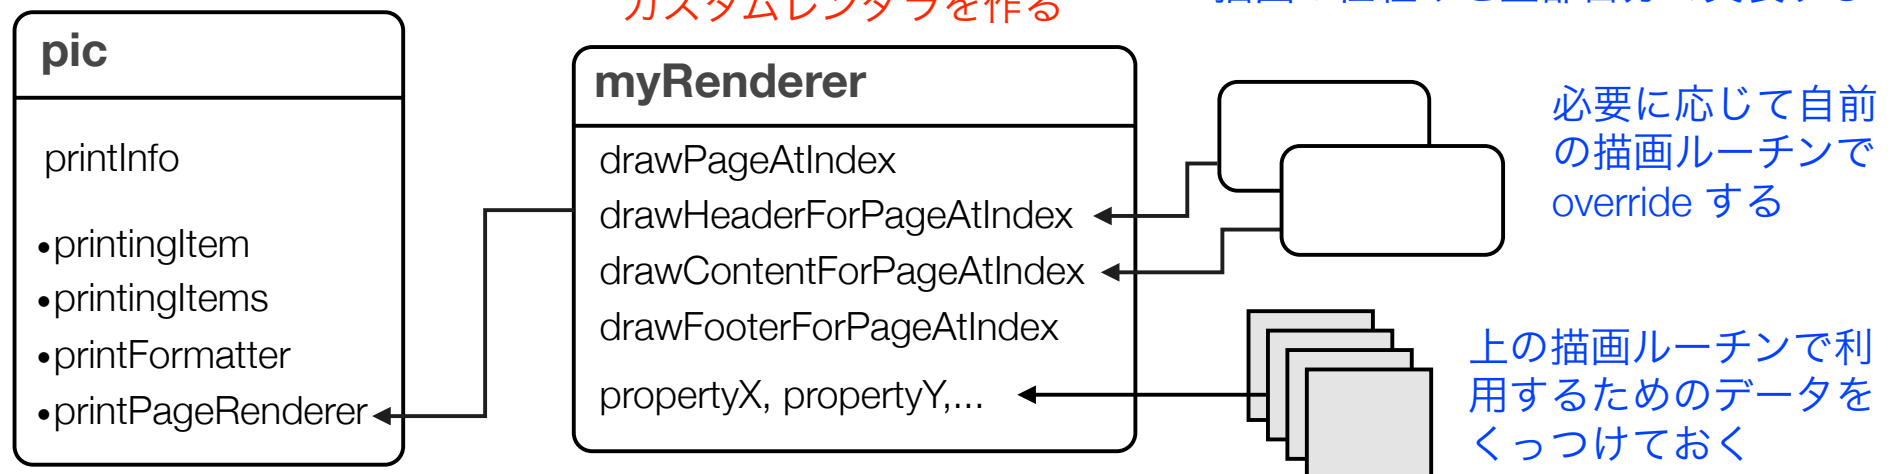 カスタムレンダラを作る
pic
printInfo
•printingItem
•printingItems
•printFormatter
•printPageRenderer
myRenderer
drawPageAtIndex
drawHeaderForPageAtIndex
drawContentForPageAtIndex
drawFooterForPageAtIndex
propertyX, propertyY,...
必要に応じて自前
の描画ルーチンで
override する
上の描画ルーチンで利
用するためのデータを
くっつけておく